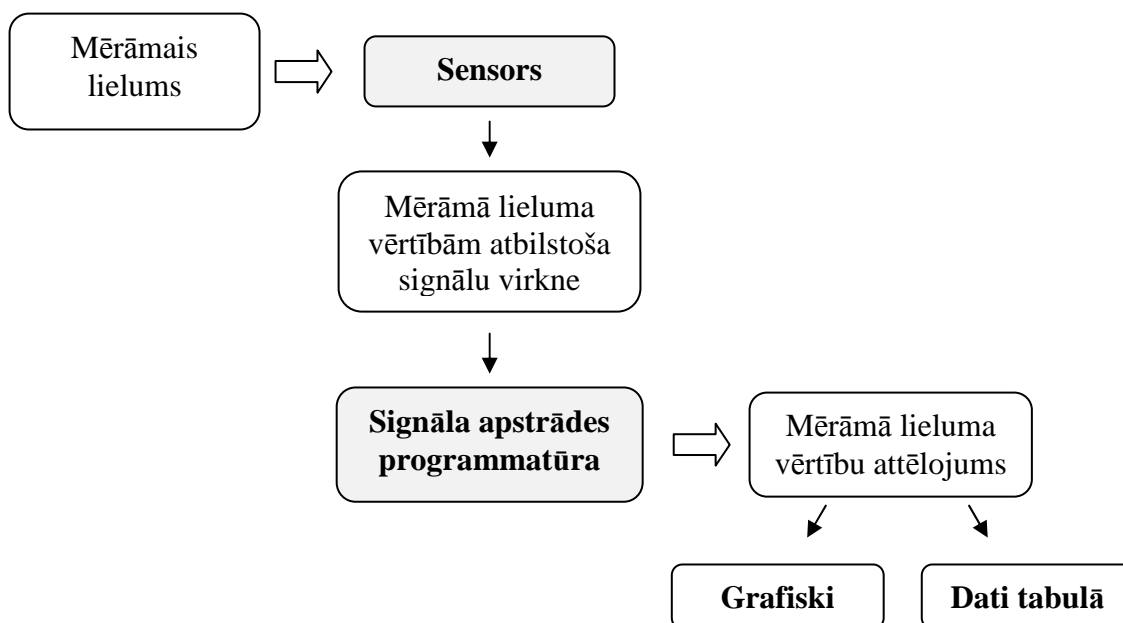 Mērāmais
lielums
Sensors
Mērāmā lieluma
vērtībām atbilstoša
signālu virkne
Signāla apstrādes
programmatūra
Mērāmā lieluma
vērtību attēlojums
Grafiski
Dati tabulā